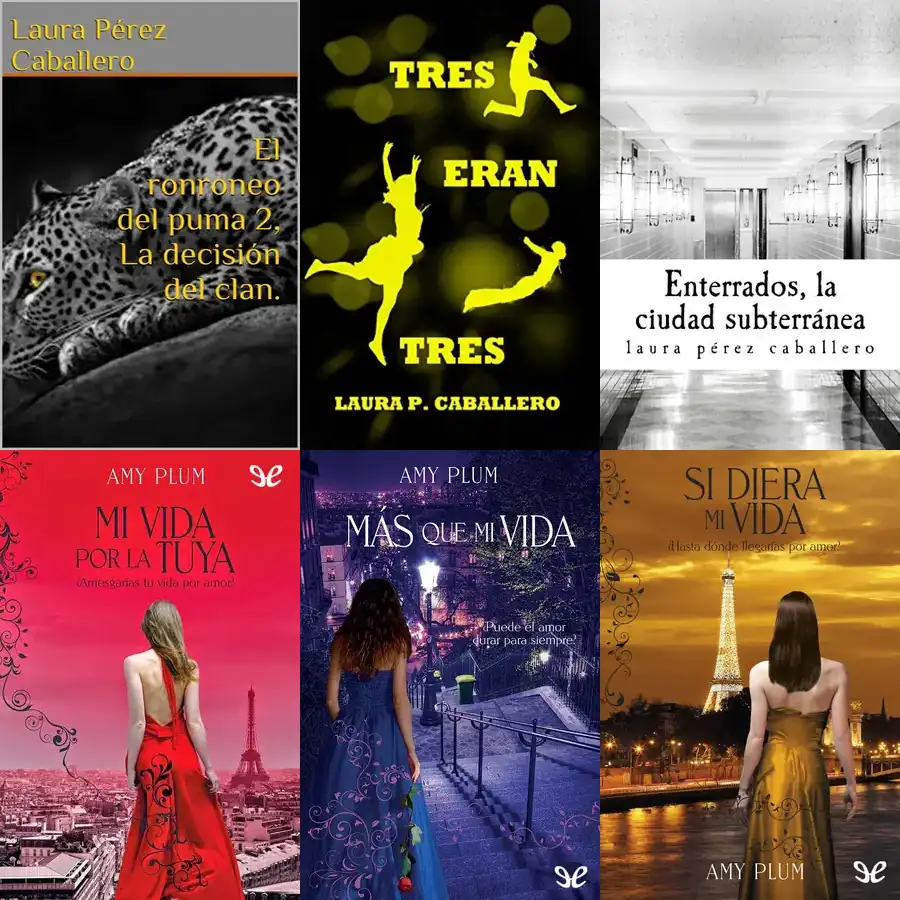 Laura Pérez
Caballero
El
ronroneo
del puma 2,
La decisión
del clan.
TRES
ERAN
TRES
LAURA P. CABALLERO
Enterrados, la
ciudad subterránea
laura pérez caballero
AMY PLUM
MI VIDA
POR LA TUYA
¿Arriesgarías tu vida por amor?
AMY PLUM
MÁS QUE MI VIDA
¿Puede el amor
durar para siempre?
SI DIERA
MI VIDA
¿Hasta dónde llegarías por amor?
AMY PLUM